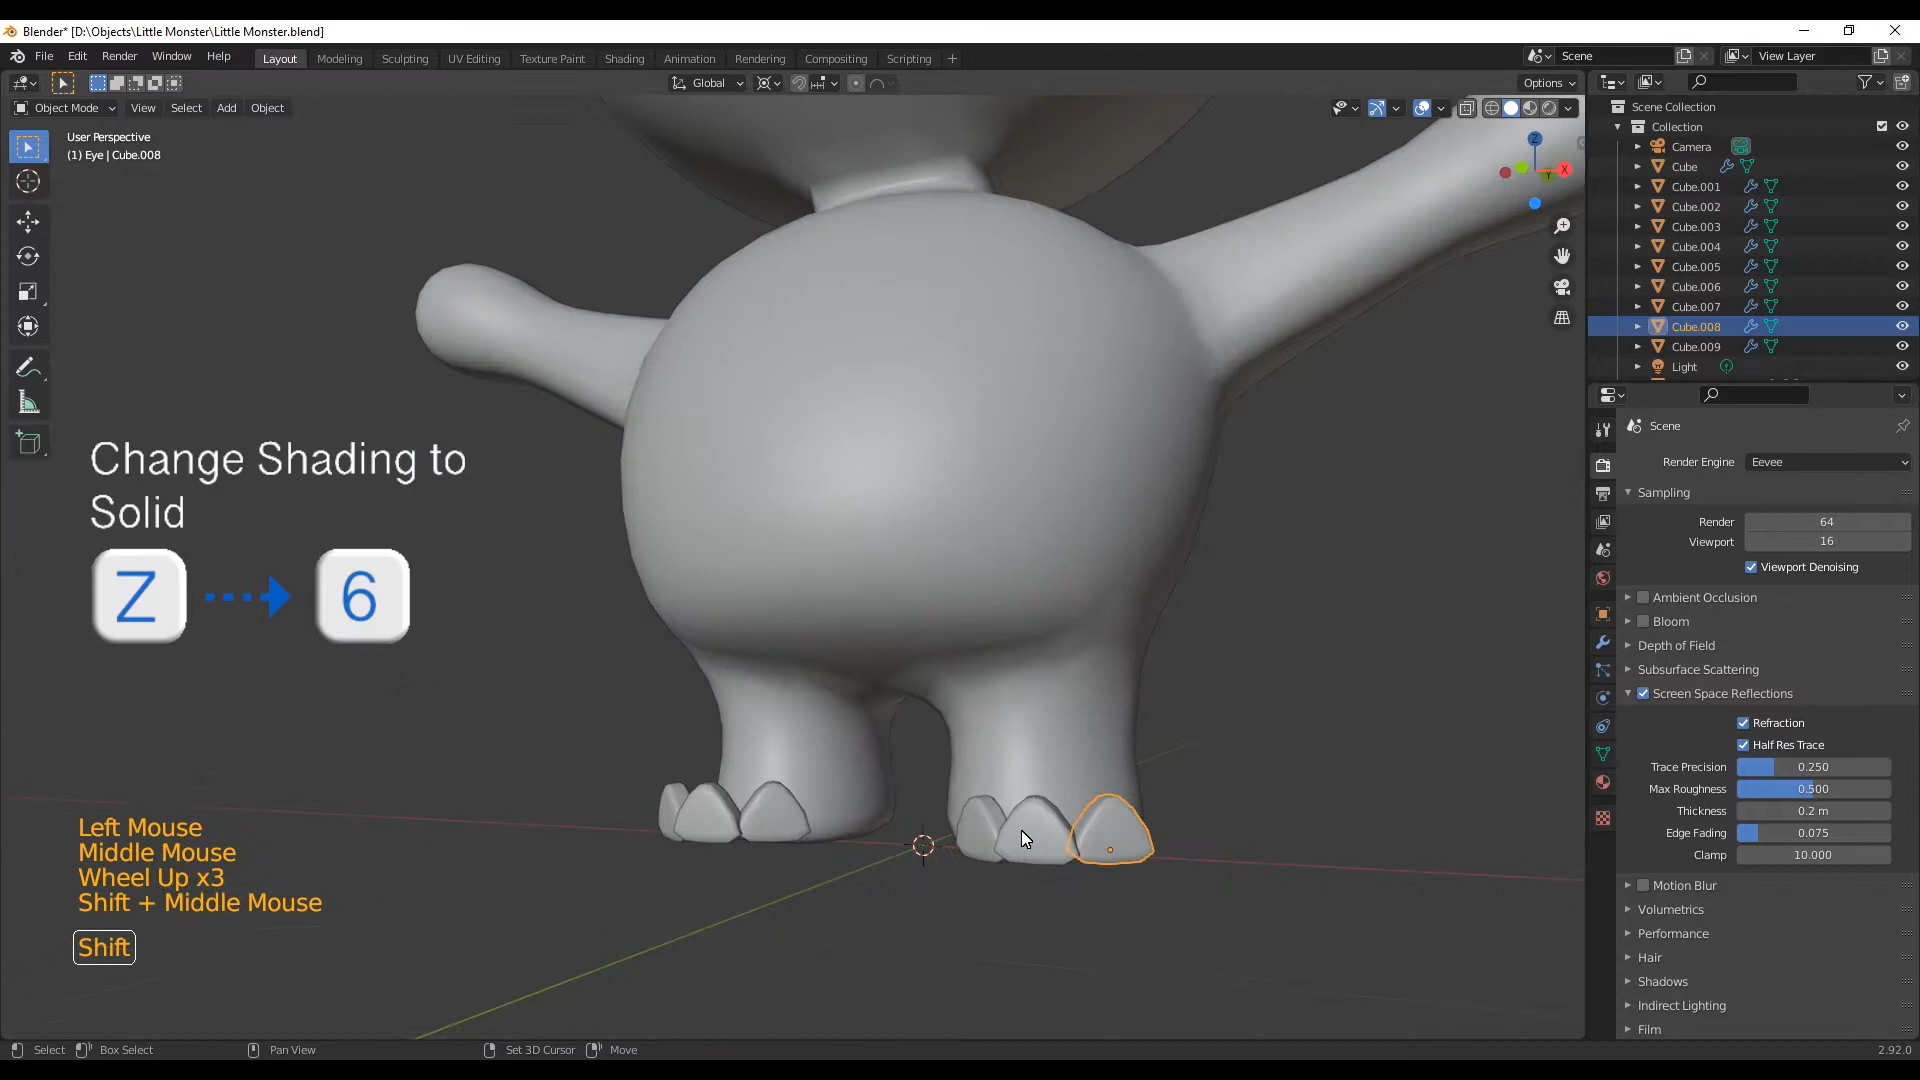 Blender* [D:\Objects\Little Monster\Little Monster.blend]
File Edit Render Window Help
Layout Modeling Sculpting UV Editing Texture Paint Shading Animation Rendering Compositing Scripting +
Scene
View Layer
Global
Options
Object Mode View Select Add Object
User Perspective
(1) Eye | Cube.008
Z
X
Y
Scene Collection
Collection
Camera
Cube
Cube.001
Cube.002
Cube.003
Cube.004
Cube.005
Cube.006
Cube.007
Cube.008
Cube.009
Light
Scene
Render Engine Eevee
Sampling
Render 64
Viewport 16
Viewport Denoising
Ambient Occlusion
Bloom
Depth of Field
Subsurface Scattering
Screen Space Reflections
Refraction
Half Res Trace
Trace Precision 0.250
Max Roughness 0.500
Thickness 0.2 m
Edge Fading 0.075
Clamp 10.000
Motion Blur
Volumetrics
Performance
Hair
Shadows
Indirect Lighting
Film
Change Shading to
Solid
Z 6
Left Mouse
Middle Mouse
Wheel Up x3
Shift + Middle Mouse
Shift
Select Box Select Pan View Set 3D Cursor Move 2.92.0